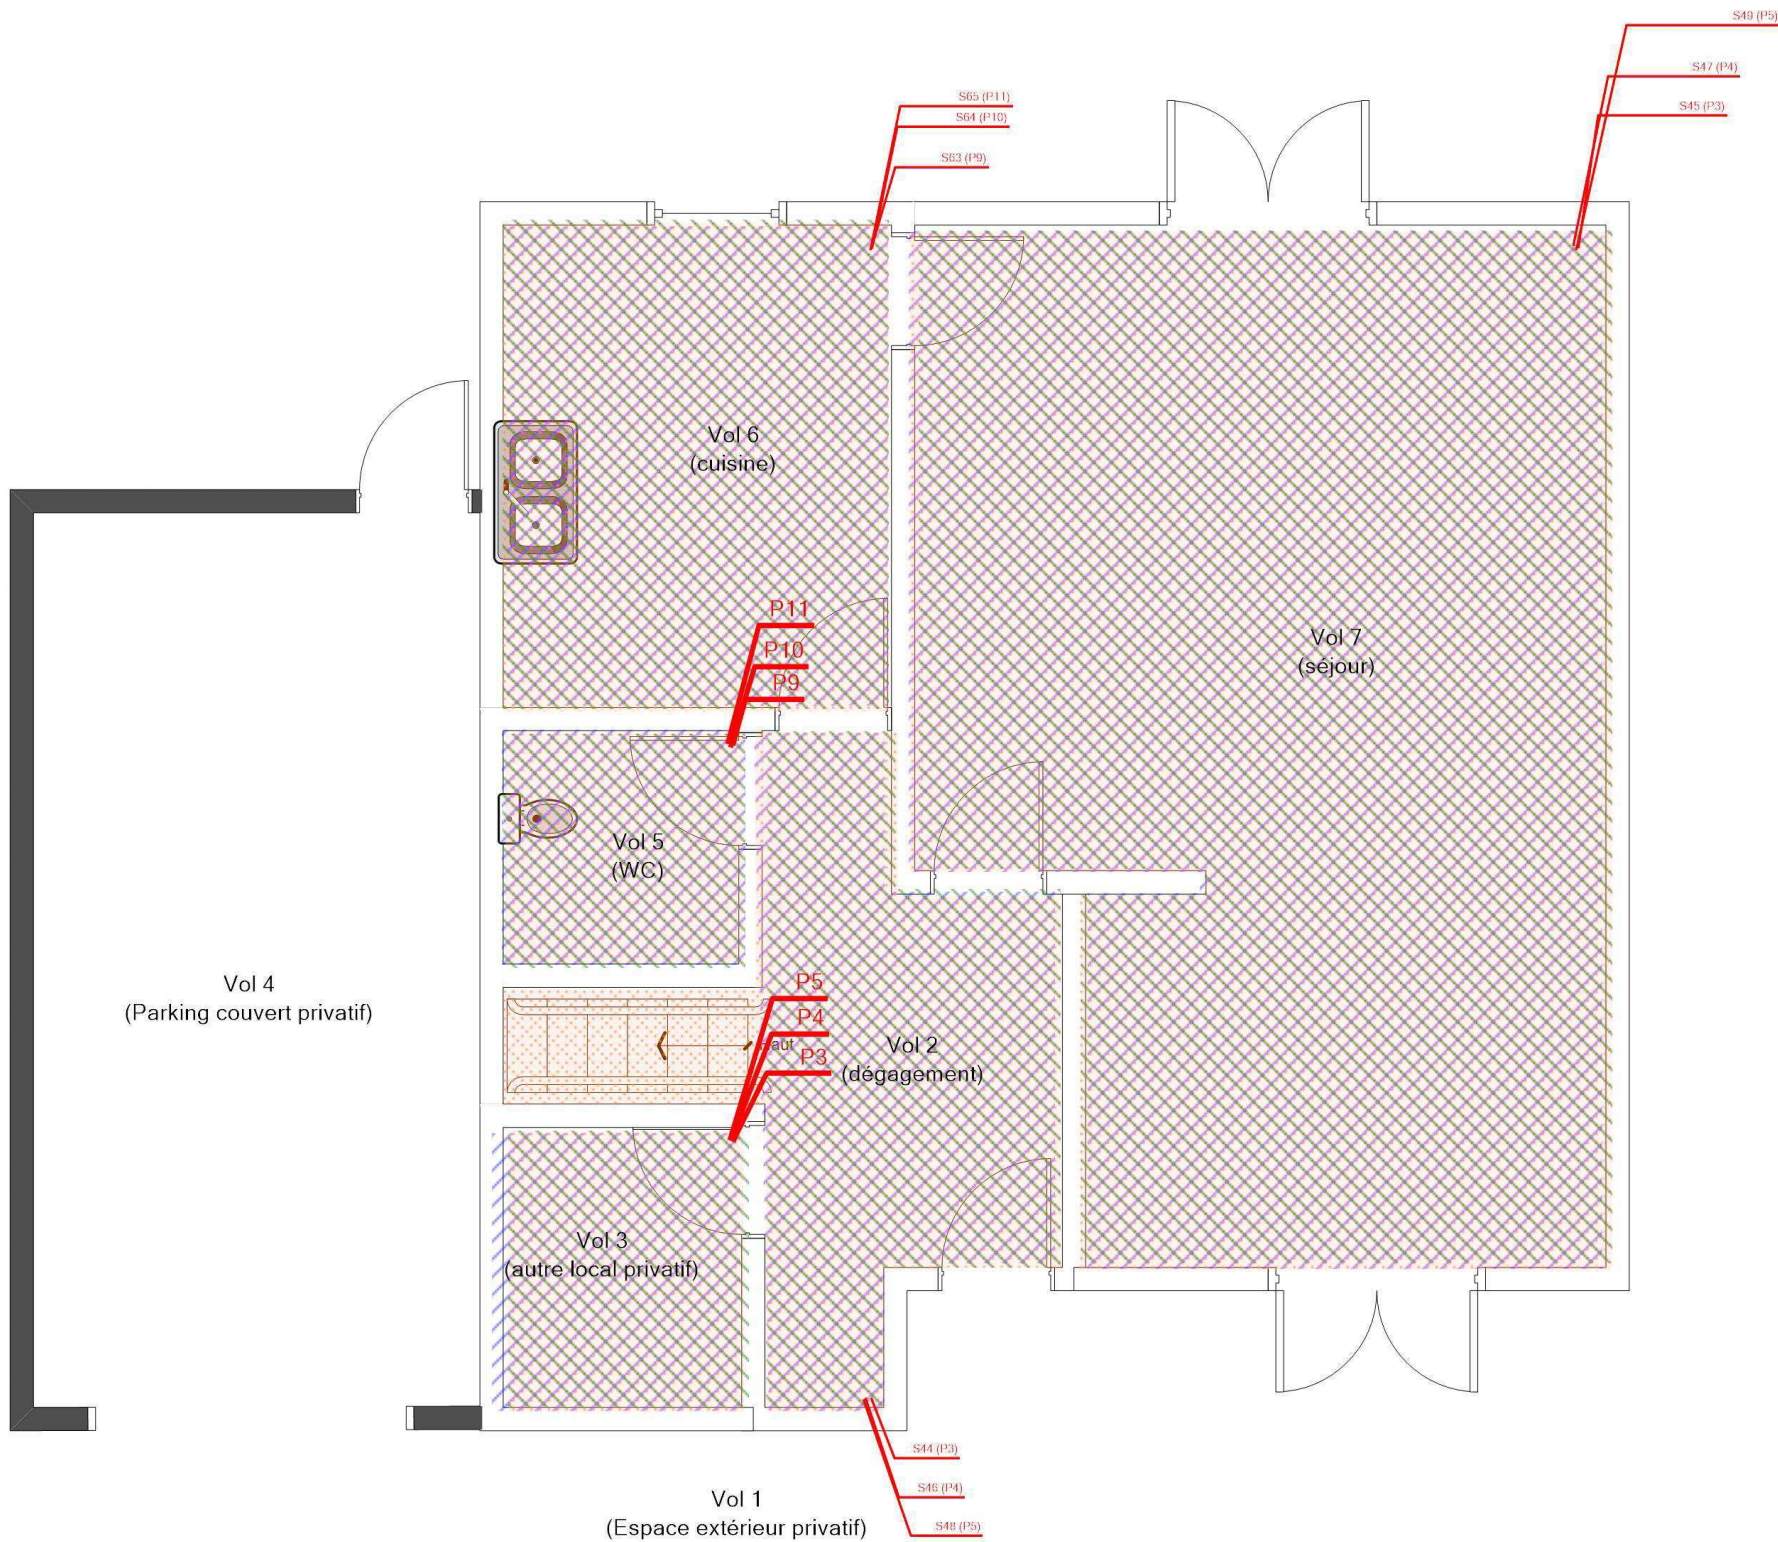 S49 (P5)
S47 (P4)
S45 (P3)
S65 (P11)
S64 (P10)
S63 (P9)
Vol 6
(cuisine)
P11
P10
P9
Vol 7
(séjour)
Vol 5
(WC)
Vol 4
(Parking couvert privatif)
P5
P4
P3
Vol 2
(dégagement)
Vol 3
(autre local privatif)
S44 (P3)
S46 (P4)
S48 (P5)
Vol 1
(Espace extérieur privatif)